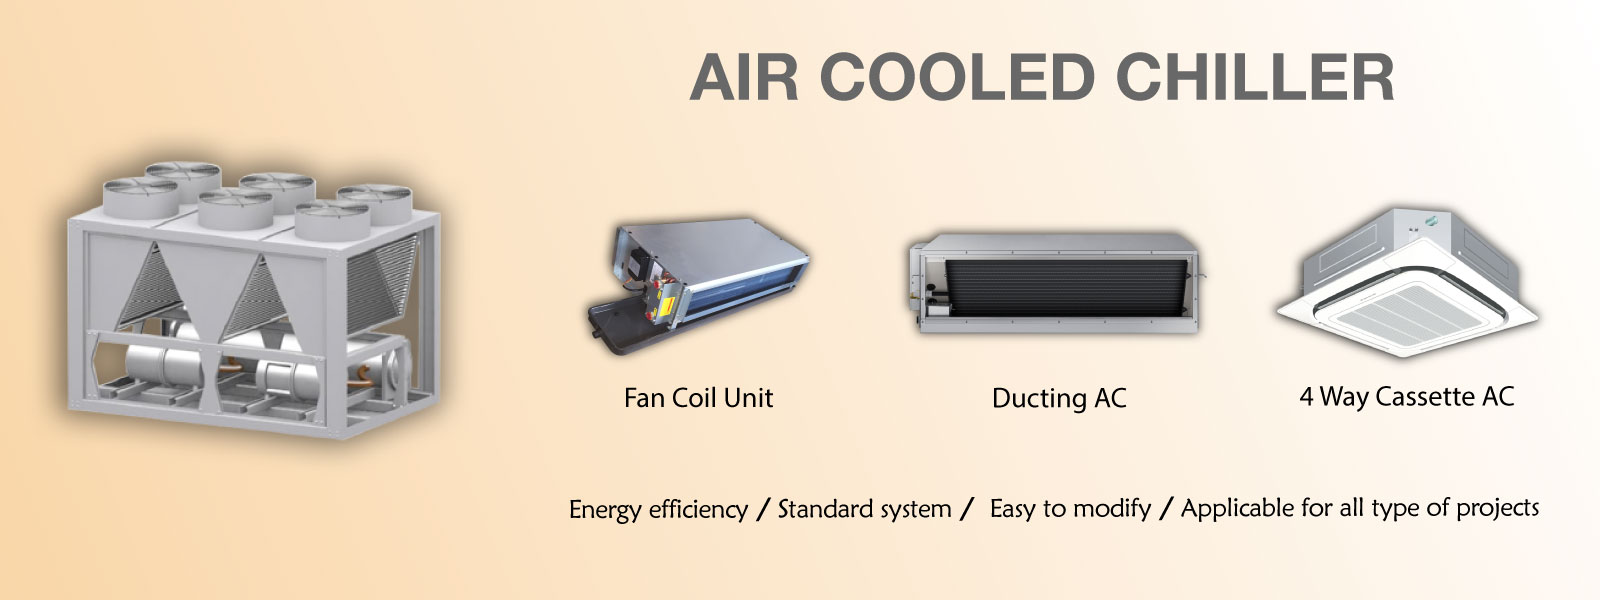 AIR COOLED CHILLER
Fan Coil Unit
Ducting AC
4 Way Cassette AC
Energy efficiency / Standard system / Easy to modify / Applicable for all type of projects